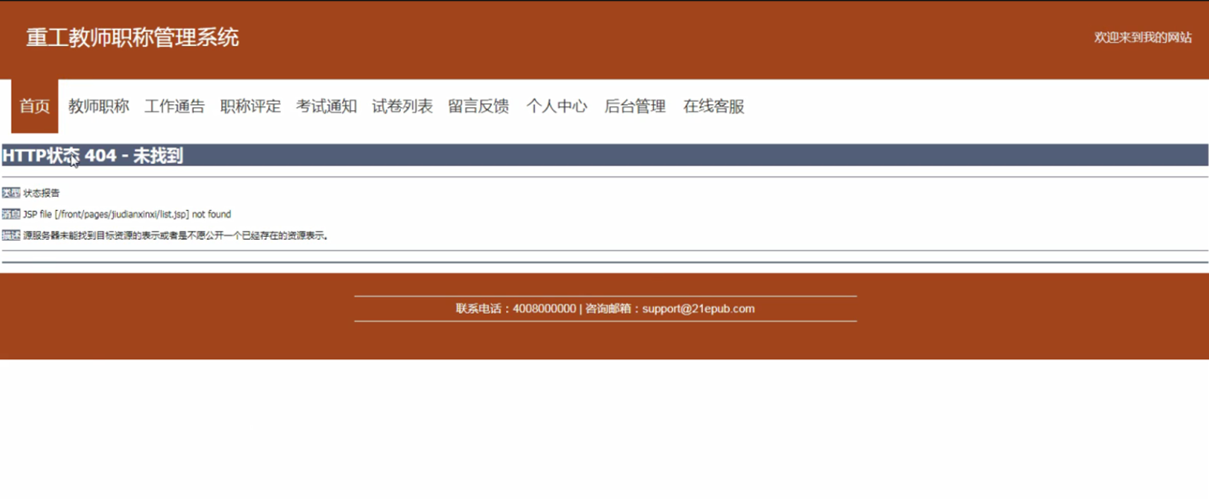 重工教师职称管理系统
欢迎来到我的网站
首页 教师职称 工作通告 职称评定 考试通知 试卷列表 留言反馈 个人中心 后台管理 在线客服
HTTP状态 404 - 未找到
类型 状态报告
消息 JSP file [/front/pages/jiudianxinxi/list.jsp] not found
描述 源服务器未能找到目标资源的表示或者是不愿公开一个已经存在的资源表示。
联系电话：4008000000 | 咨询邮箱：support@21epub.com